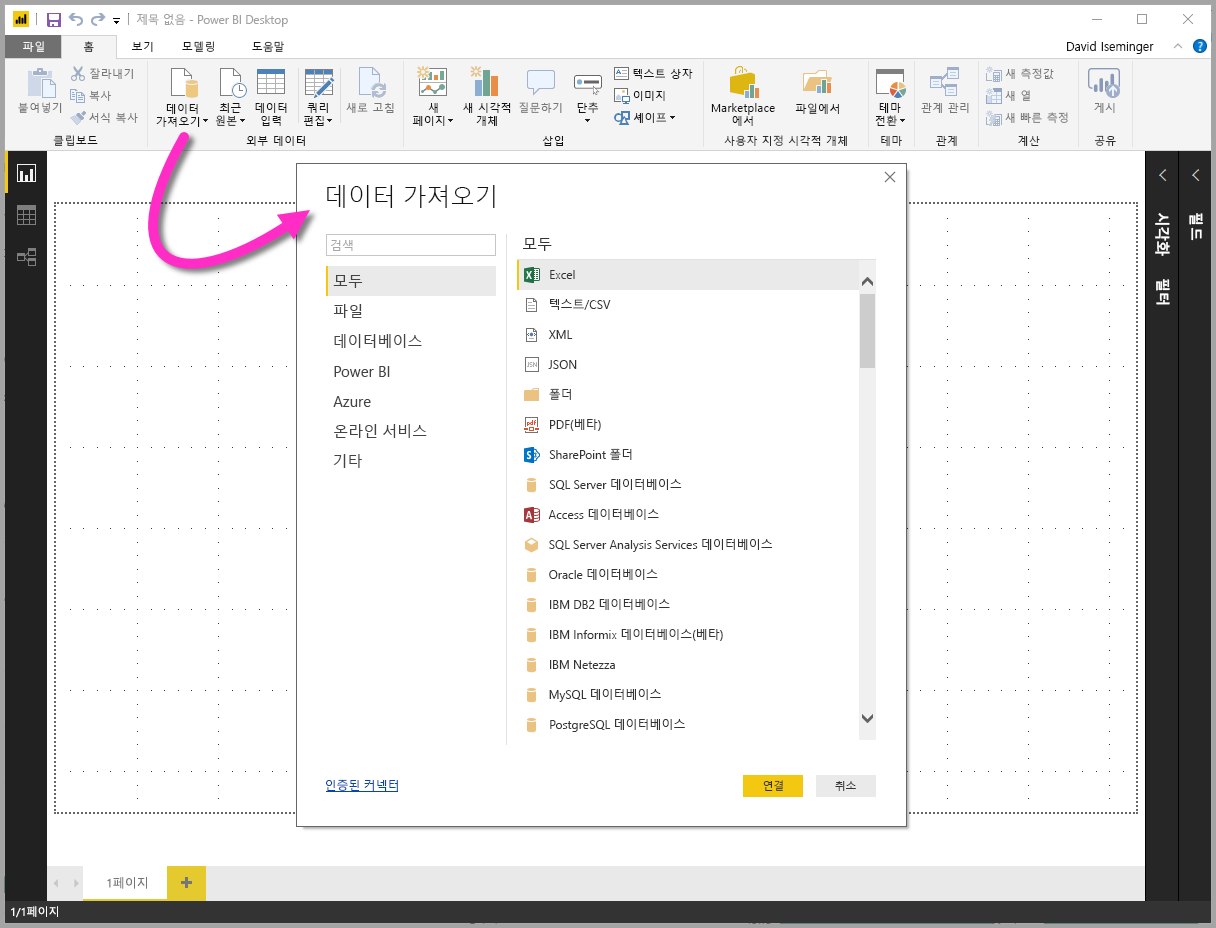 제목 없음 - Power BI Desktop
파일 홈 보기 모델링 도움말 David Iseminger ?
붙여넣기
잘라내기
복사
서식 복사
클립보드
데이터
가져오기
최근
원본
데이터
입력
쿼리
편집
새로 고침
외부 데이터
새
페이지
새 시각적
개체
질문하기
단추
텍스트 상자
이미지
셰이프
삽입
Marketplace
에서
파일에서
사용자 지정 시각적 개체
테마
전환
테마
관계 관리
관계
새 측정값
새 열
새 빠른 측정
계산
게시
공유
데이터 가져오기
검색
모두
파일
데이터베이스
Power BI
Azure
온라인 서비스
기타
모두
Excel
텍스트/CSV
XML
JSON
폴더
PDF(베타)
SharePoint 폴더
SQL Server 데이터베이스
Access 데이터베이스
SQL Server Analysis Services 데이터베이스
Oracle 데이터베이스
IBM DB2 데이터베이스
IBM Informix 데이터베이스(베타)
IBM Netezza
MySQL 데이터베이스
PostgreSQL 데이터베이스
인증된 커넥터
연결
취소
시각화
필터
필드
1페이지
1/1페이지